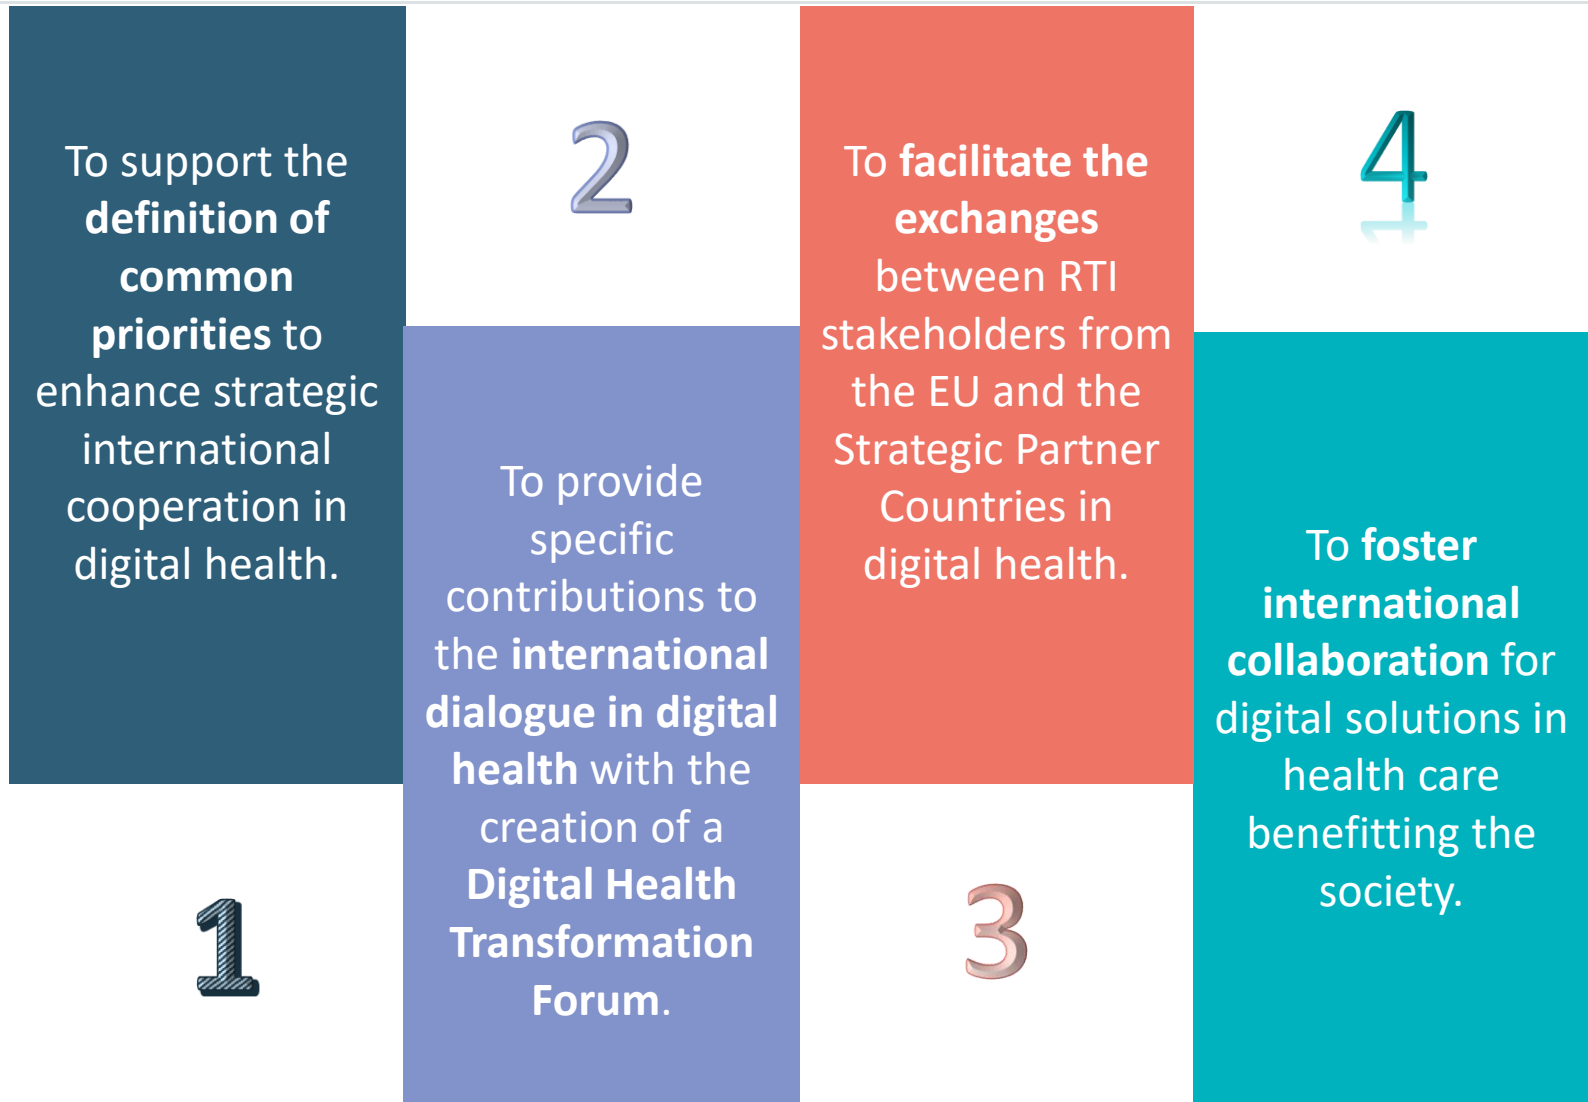 To support the
definition of
common
priorities to
enhance strategic
international
cooperation in
digital health.
1
2
To provide
specific
contributions to
the international
dialogue in digital
health with the
creation of a
Digital Health
Transformation
Forum.
To facilitate the
exchanges
between RTI
stakeholders from
the EU and the
Strategic Partner
Countries in
digital health.
3
4
To foster
international
collaboration for
digital solutions in
health care
benefitting the
society.